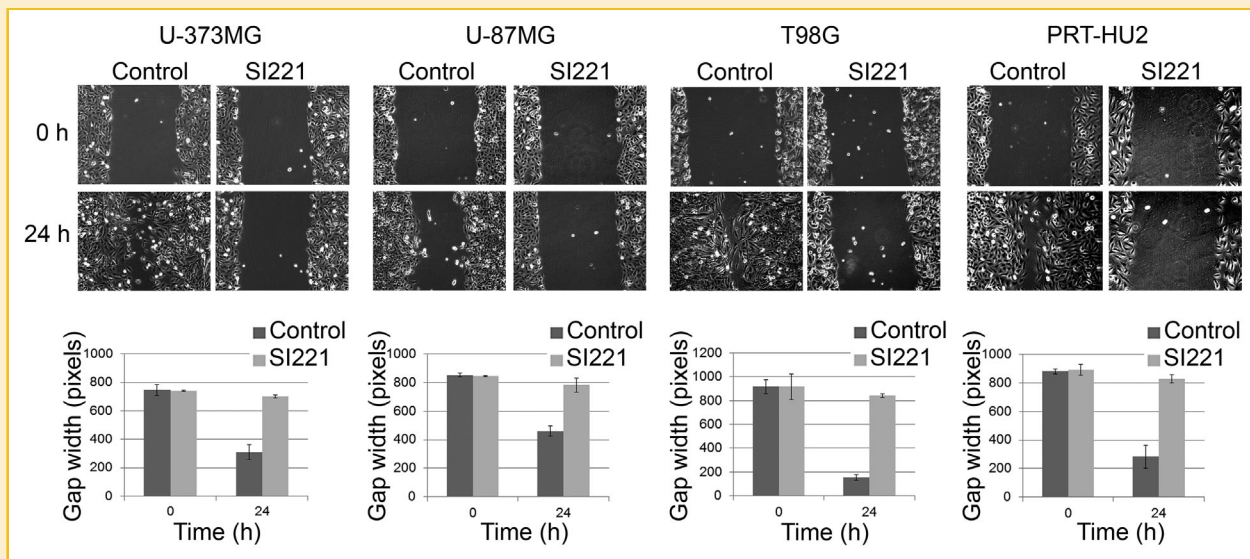 U-373MG
U-87MG
T98G
PRT-HU2
Control SI221
Control SI221
Control SI221
Control SI221
0 h
24 h
Control
SI221
Gap width (pixels)
1000
800
600
400
200
0
0
24
Time (h)
Control
SI221
Gap width (pixels)
1000
800
600
400
200
0
0
24
Time (h)
Control
SI221
Gap width (pixels)
1200
1000
800
600
400
200
0
0
24
Time (h)
Control
SI221
Gap width (pixels)
1000
800
600
400
200
0
0
24
Time (h)